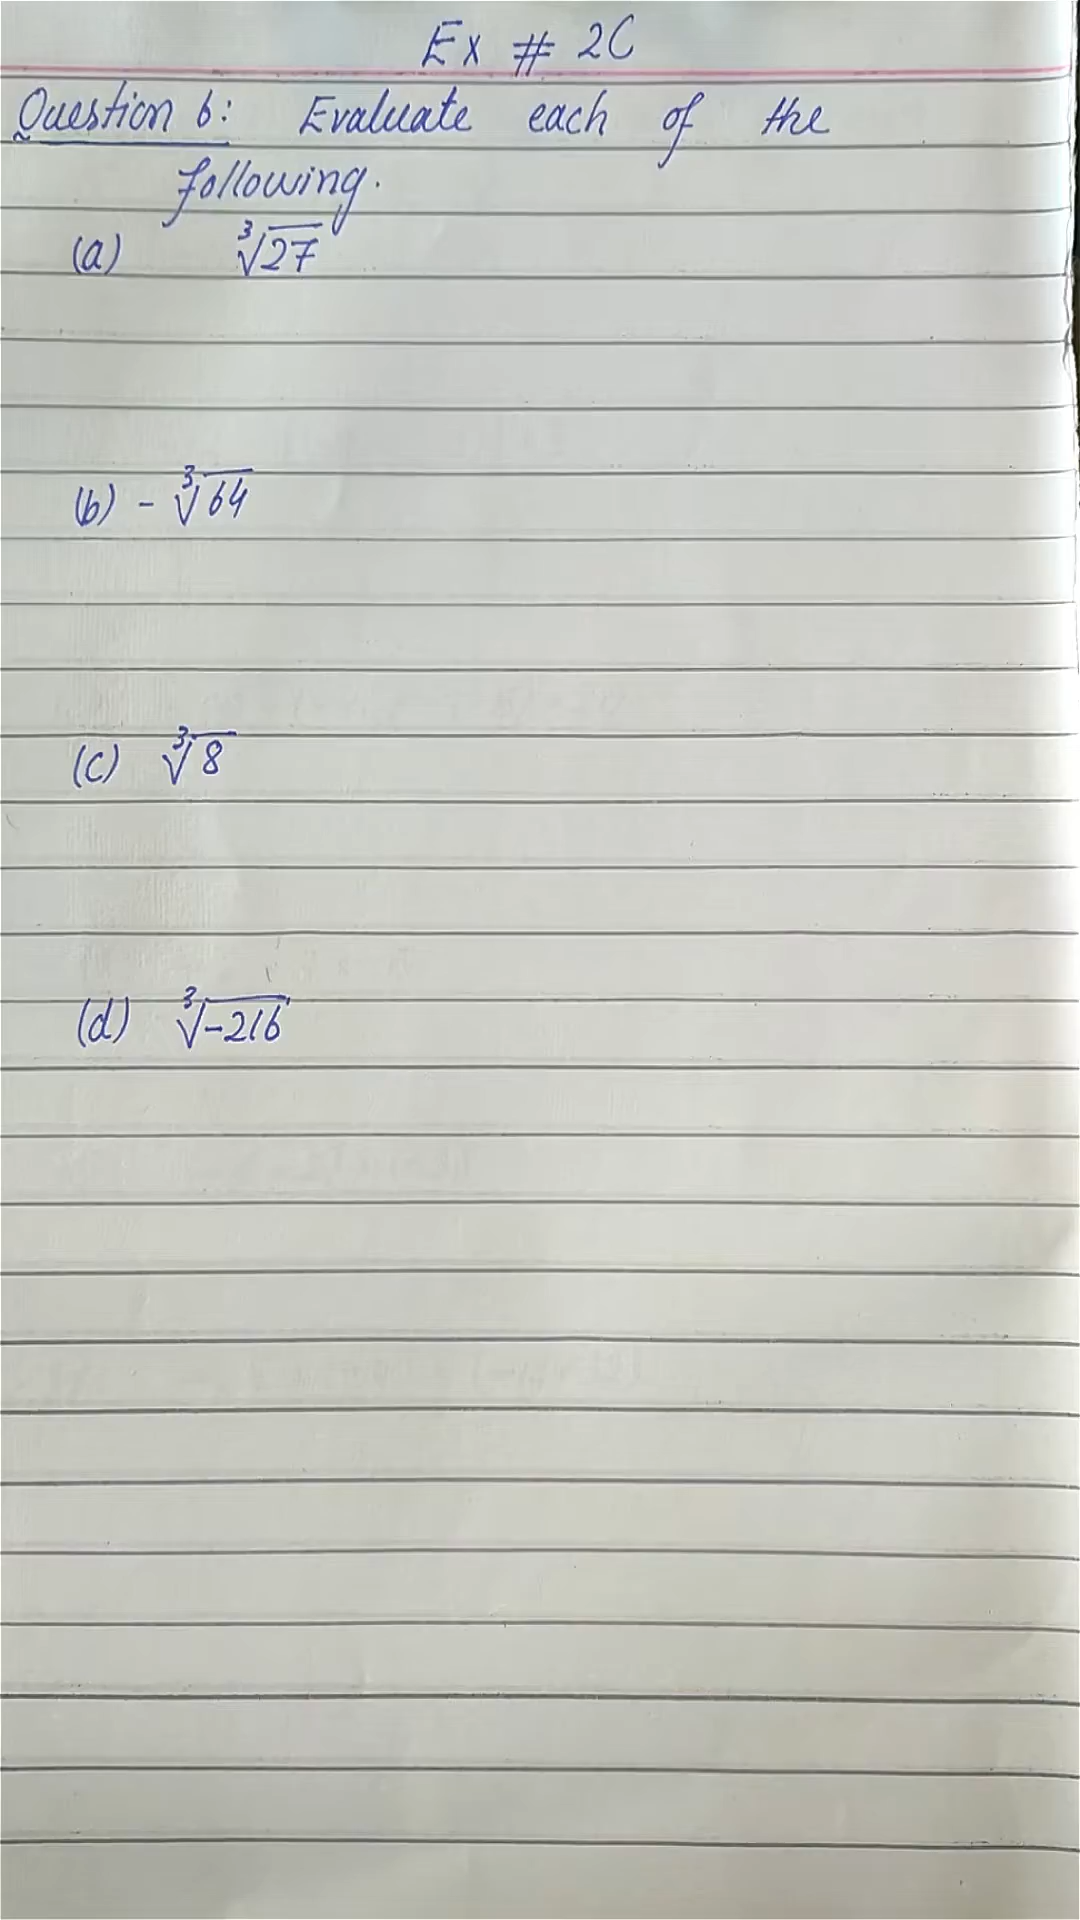 Ex # 2C
Question 6: Evaluate each of the
following.
(a) ∛27
(b) - ∛64
(c) ∛8
(d) ∛-216